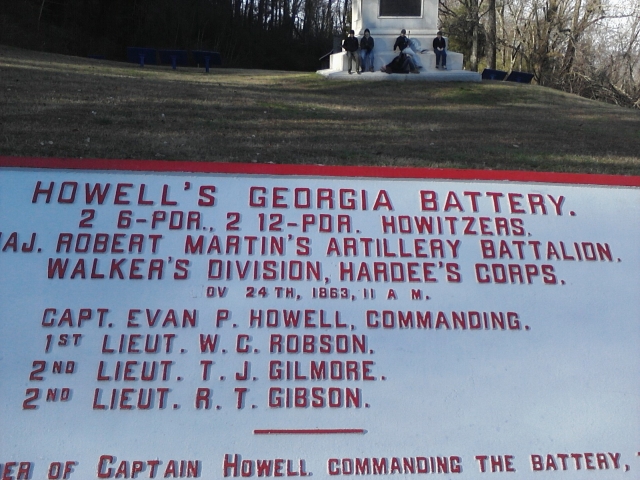 HOWELL'S GEORGIA BATTERY.
2 6-PDR., 2 12-PDR. HOWITZERS.
AJ. ROBERT MARTIN'S ARTILLERY BATTALION.
WALKER'S DIVISION, HARDEE'S CORPS.
OV 24TH, 1863, 11 A M.
CAPT. EVAN P. HOWELL, COMMANDING.
1ST LIEUT. W. C. ROBSON.
2ND LIEUT. T. J. GILMORE.
2ND LIEUT. R. T. GIBSON.
ER OF CAPTAIN HOWELL COMMANDING THE BATTERY,